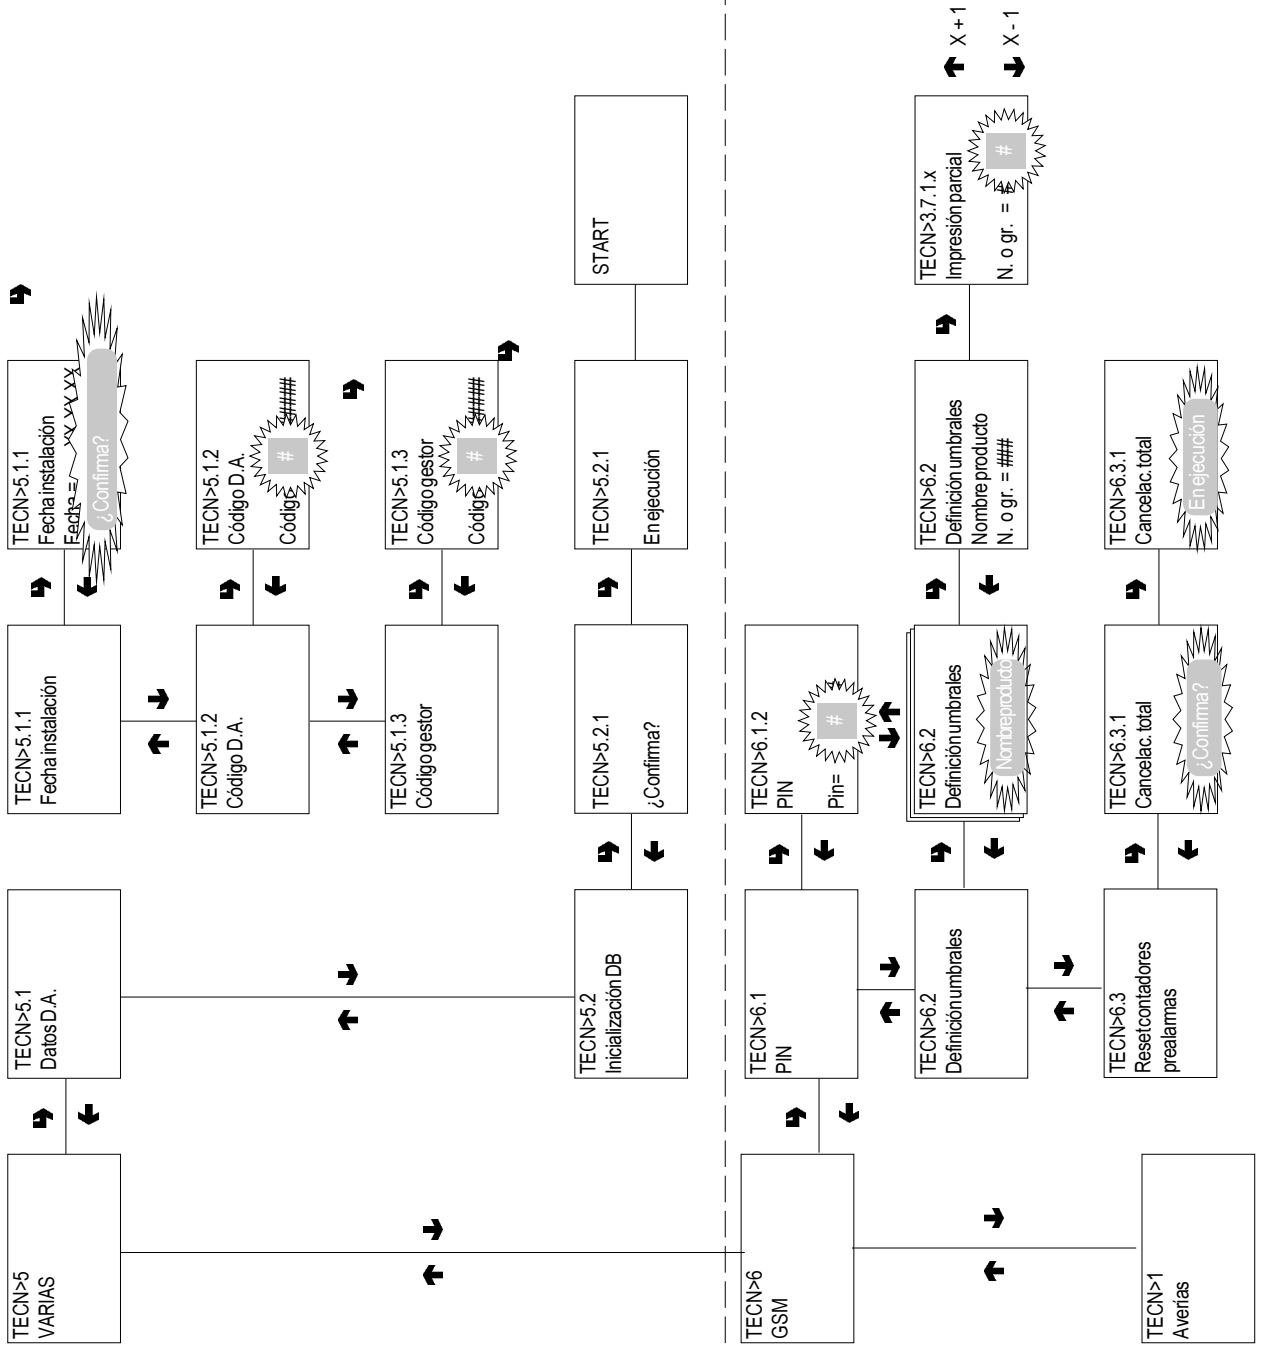 TECN>5
VARIAS
TECN>5.1
Datos D.A.
TECN>5.1.1
Fecha instalación
TECN>5.1.1
Fecha instalación
Fecha =
¿Confirma?
TECN>5.1.2
Código D.A.
TECN>5.1.2
Código D.A.
Código
####
#
TECN>5.1.3
Código gestor
TECN>5.1.3
Código gestor
Código
####
#
TECN>5.2
Inicialización DB
TECN>5.2.1
¿Confirma?
TECN>5.2.1
En ejecución
START
TECN>6
GSM
TECN>6.1
PIN
TECN>6.1.2
PIN
Pin=
#
TECN>6.2
Definición umbrales
TECN>6.2
Definición umbrales
Nombre producto
TECN>6.2
Definición umbrales
Nombre producto
N. o gr. = ###
TECN>3.7.1.x
Impresión parcial
N. o gr. = #
#
X + 1
X - 1
TECN>6.3
Reset contadores
prealarmas
TECN>6.3.1
Cancelac. total
¿Confirma?
TECN>6.3.1
Cancelac. total
En ejecución
TECN>1
Averías